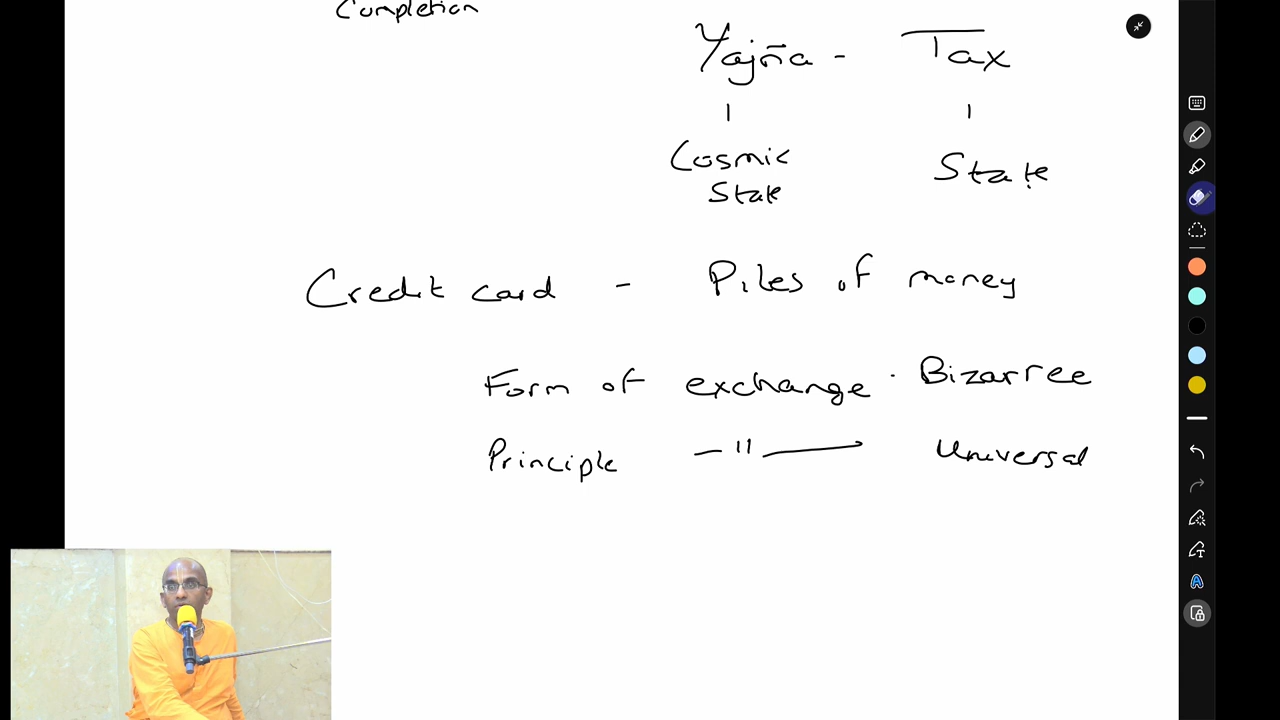 Completion
Yajña - Tax
Cosmic State
State
Credit card - Piles of money
Form of exchange · Bizarree
Principle — " — Universal